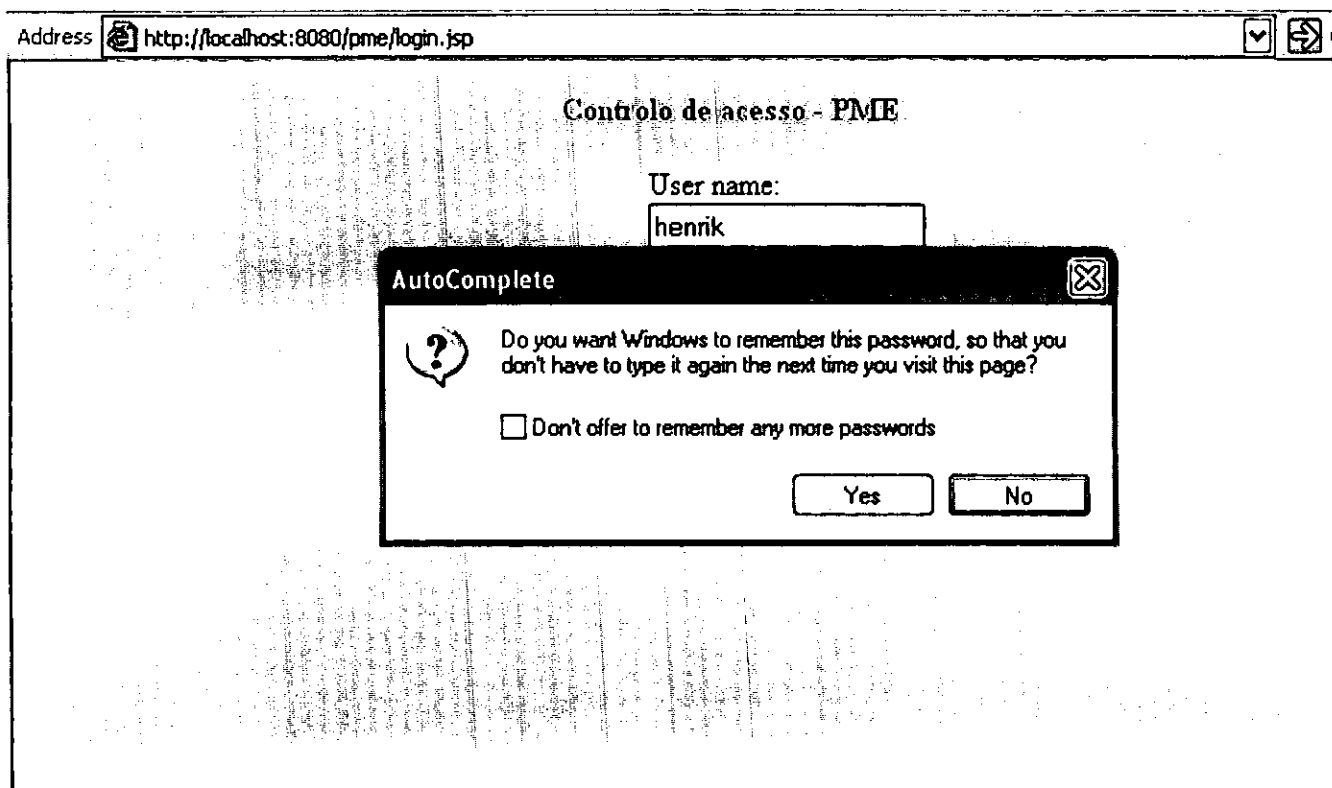 Address http://localhost:8080/pme/login.jsp
Controlo de acesso - PME
User name:
henrik
AutoComplete
Do you want Windows to remember this password, so that you
don't have to type it again the next time you visit this page?
Don't offer to remember any more passwords
Yes No